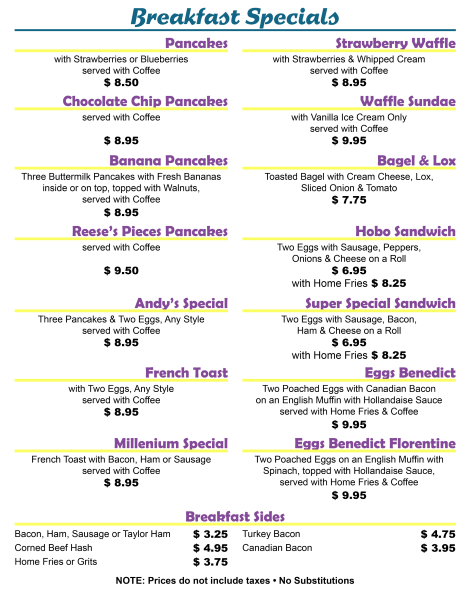 Breakfast Specials
Pancakes
with Strawberries or Blueberries
served with Coffee
$ 8.50
Chocolate Chip Pancakes
served with Coffee
$ 8.95
Banana Pancakes
Three Buttermilk Pancakes with Fresh Bananas
inside or on top, topped with Walnuts,
served with Coffee
$ 8.95
Reese's Pieces Pancakes
served with Coffee
$ 9.50
Andy's Special
Three Pancakes & Two Eggs, Any Style
served with Coffee
$ 8.95
French Toast
with Two Eggs, Any Style
served with Coffee
$ 8.95
Millenium Special
French Toast with Bacon, Ham or Sausage
served with Coffee
$ 8.95
Strawberry Waffle
with Strawberries & Whipped Cream
served with Coffee
$ 8.95
Waffle Sundae
with Vanilla Ice Cream Only
served with Coffee
$ 9.95
Bagel & Lox
Toasted Bagel with Cream Cheese, Lox,
Sliced Onion & Tomato
$ 7.75
Hobo Sandwich
Two Eggs with Sausage, Peppers,
Onions & Cheese on a Roll
$ 6.95
with Home Fries $ 8.25
Super Special Sandwich
Two Eggs with Sausage, Bacon,
Ham & Cheese on a Roll
$ 6.95
with Home Fries $ 8.25
Eggs Benedict
Two Poached Eggs with Canadian Bacon
on an English Muffin with Hollandaise Sauce
served with Home Fries & Coffee
$ 9.95
Eggs Benedict Florentine
Two Poached Eggs on an English Muffin with
Spinach, topped with Hollandaise Sauce,
served with Home Fries & Coffee
$ 9.95
Breakfast Sides
Bacon, Ham, Sausage or Taylor Ham $ 3.25
Corned Beef Hash $ 4.95
Home Fries or Grits $ 3.75
Turkey Bacon $ 4.75
Canadian Bacon $ 3.95
NOTE: Prices do not include taxes • No Substitutions